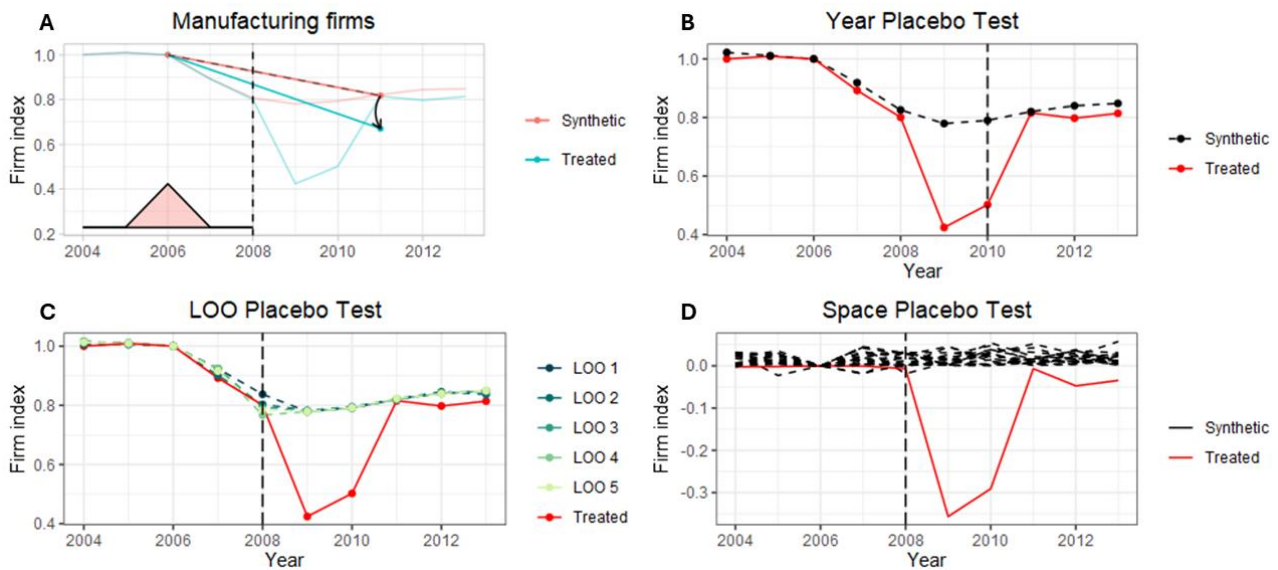 A
Manufacturing firms
Firm index
1.0
0.8
0.6
0.4
0.2
2004 2006 2008 2010 2012
Synthetic
Treated
B
Year Placebo Test
Firm index
1.0
0.8
0.6
0.4
2004 2006 2008 2010 2012
Year
Synthetic
Treated
C
LOO Placebo Test
Firm index
1.0
0.8
0.6
0.4
2004 2006 2008 2010 2012
Year
LOO 1
LOO 2
LOO 3
LOO 4
LOO 5
Treated
D
Space Placebo Test
Firm index
0.0
-0.1
-0.2
-0.3
2004 2006 2008 2010 2012
Year
Synthetic
Treated